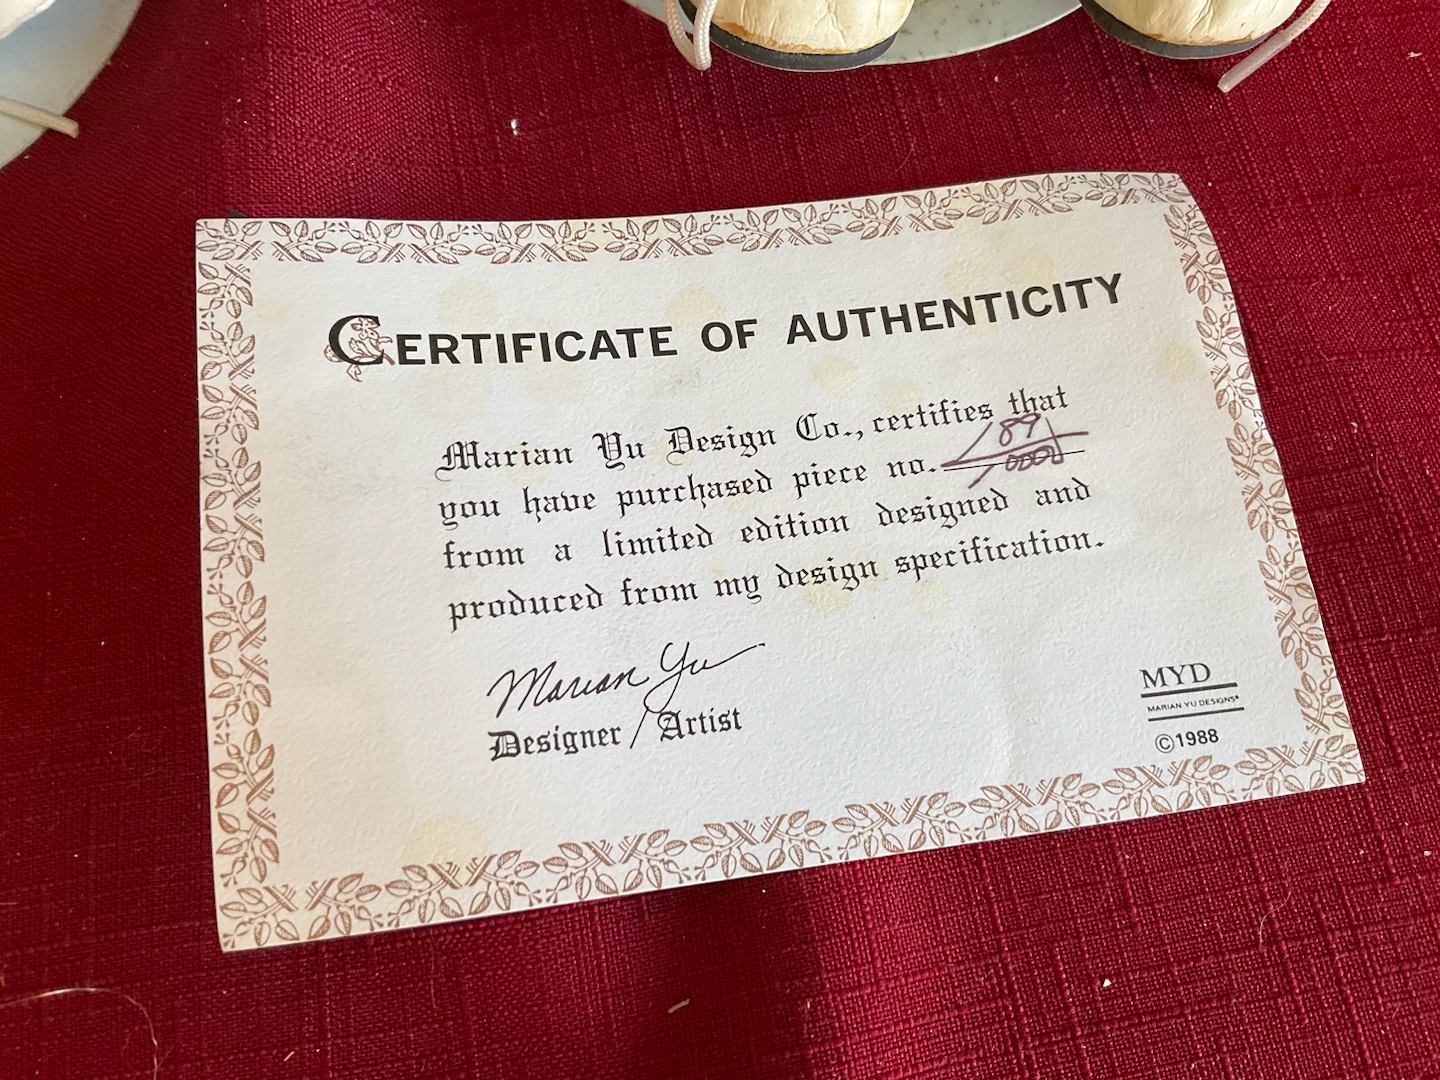 CERTIFICATE OF AUTHENTICITY
Marian Yu Design Co., certifies that
you have purchased piece no. 
from a limited edition designed and
produced from my design specification.
Marian Yu
Designer / Artist
MYD
MARIAN YU DESIGNS
©1988